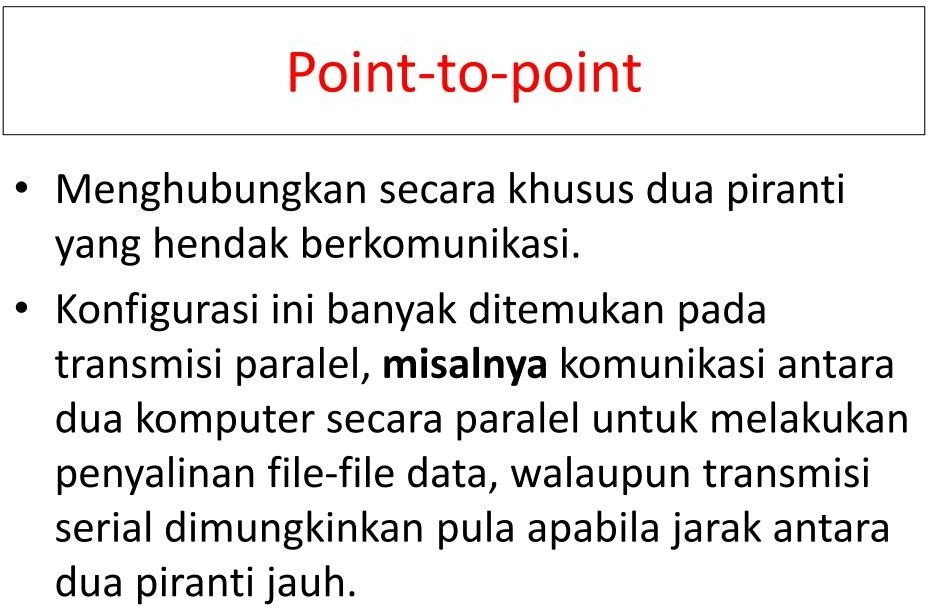 Point-to-point
• Menghubungkan secara khusus dua piranti
yang hendak berkomunikasi.
• Konfigurasi ini banyak ditemukan pada
transmisi paralel, misalnya komunikasi antara
dua komputer secara paralel untuk melakukan
penyalinan file-file data, walaupun transmisi
serial dimungkinkan pula apabila jarak antara
dua piranti jauh.